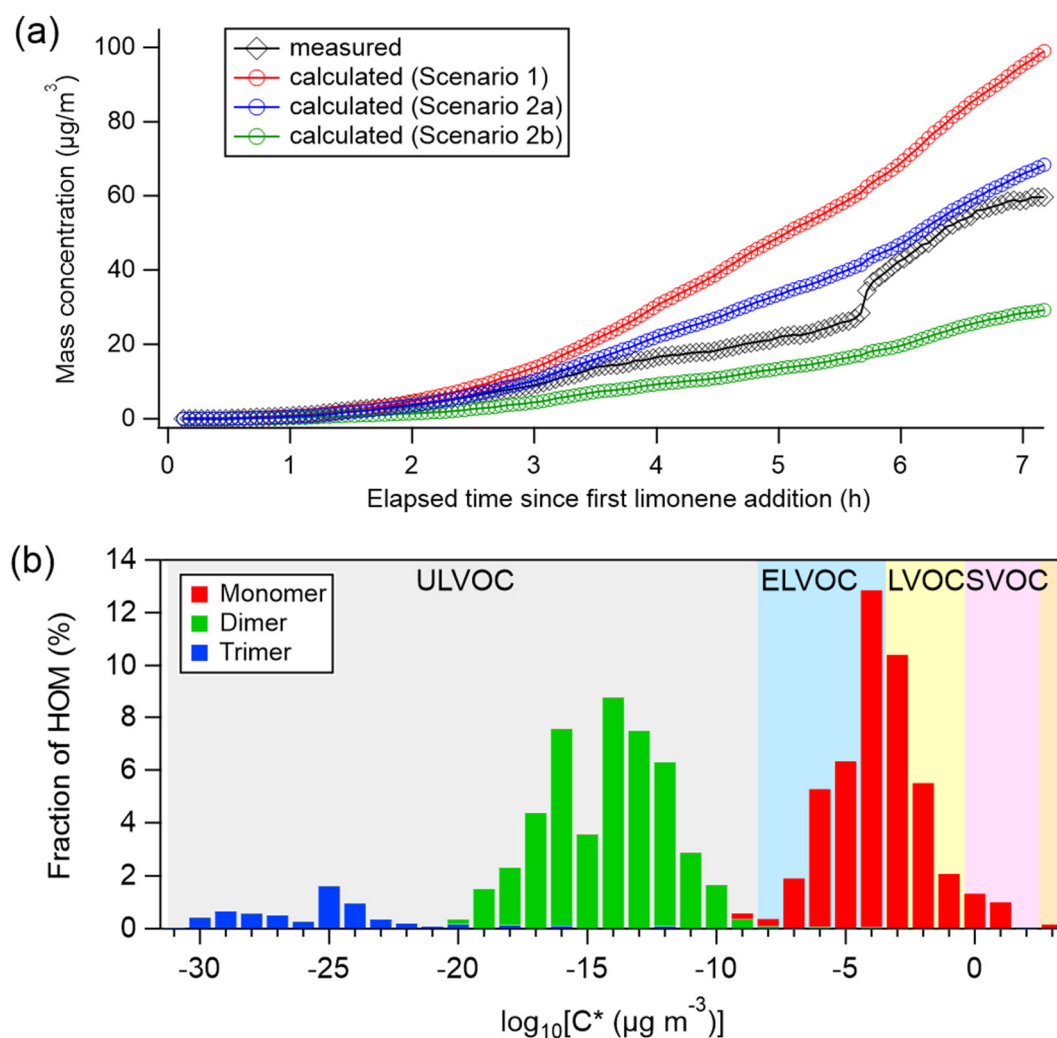 (a)
measured
calculated (Scenario 1)
calculated (Scenario 2a)
calculated (Scenario 2b)
100
80
60
40
20
0
Mass concentration (µg/m³)
0 1 2 3 4 5 6 7
Elapsed time since first limonene addition (h)
(b)
14
12
10
8
6
4
2
0
Fraction of HOM (%)
ULVOC ELVOC LVOC SVOC
Monomer
Dimer
Trimer
-30 -25 -20 -15 -10 -5 0
log₁₀[C* (µg m⁻³)]